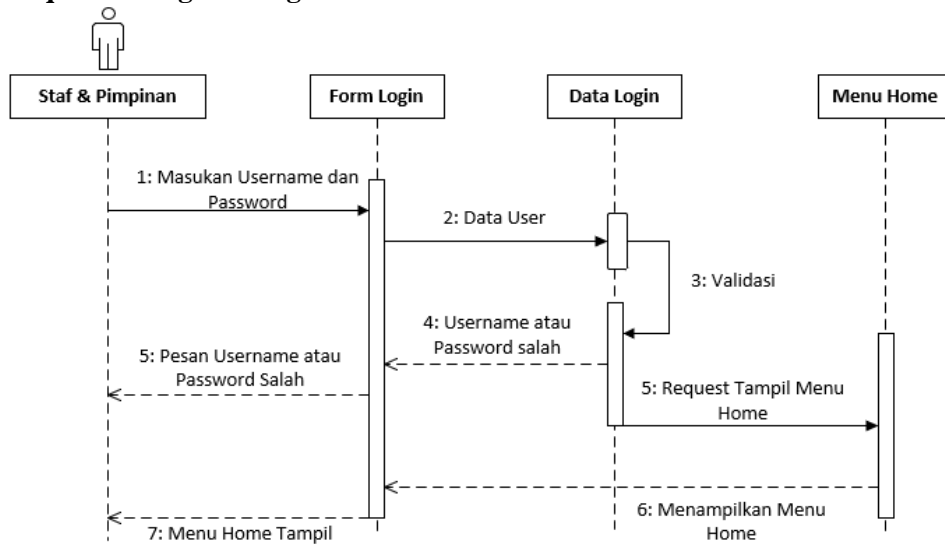 Staf & Pimpinan
Form Login
Data Login
Menu Home
1: Masukan Username dan
Password
2: Data User
3: Validasi
4: Username atau
Password salah
5: Pesan Username atau
Password Salah
5: Request Tampil Menu
Home
6: Menampilkan Menu
Home
7: Menu Home Tampil